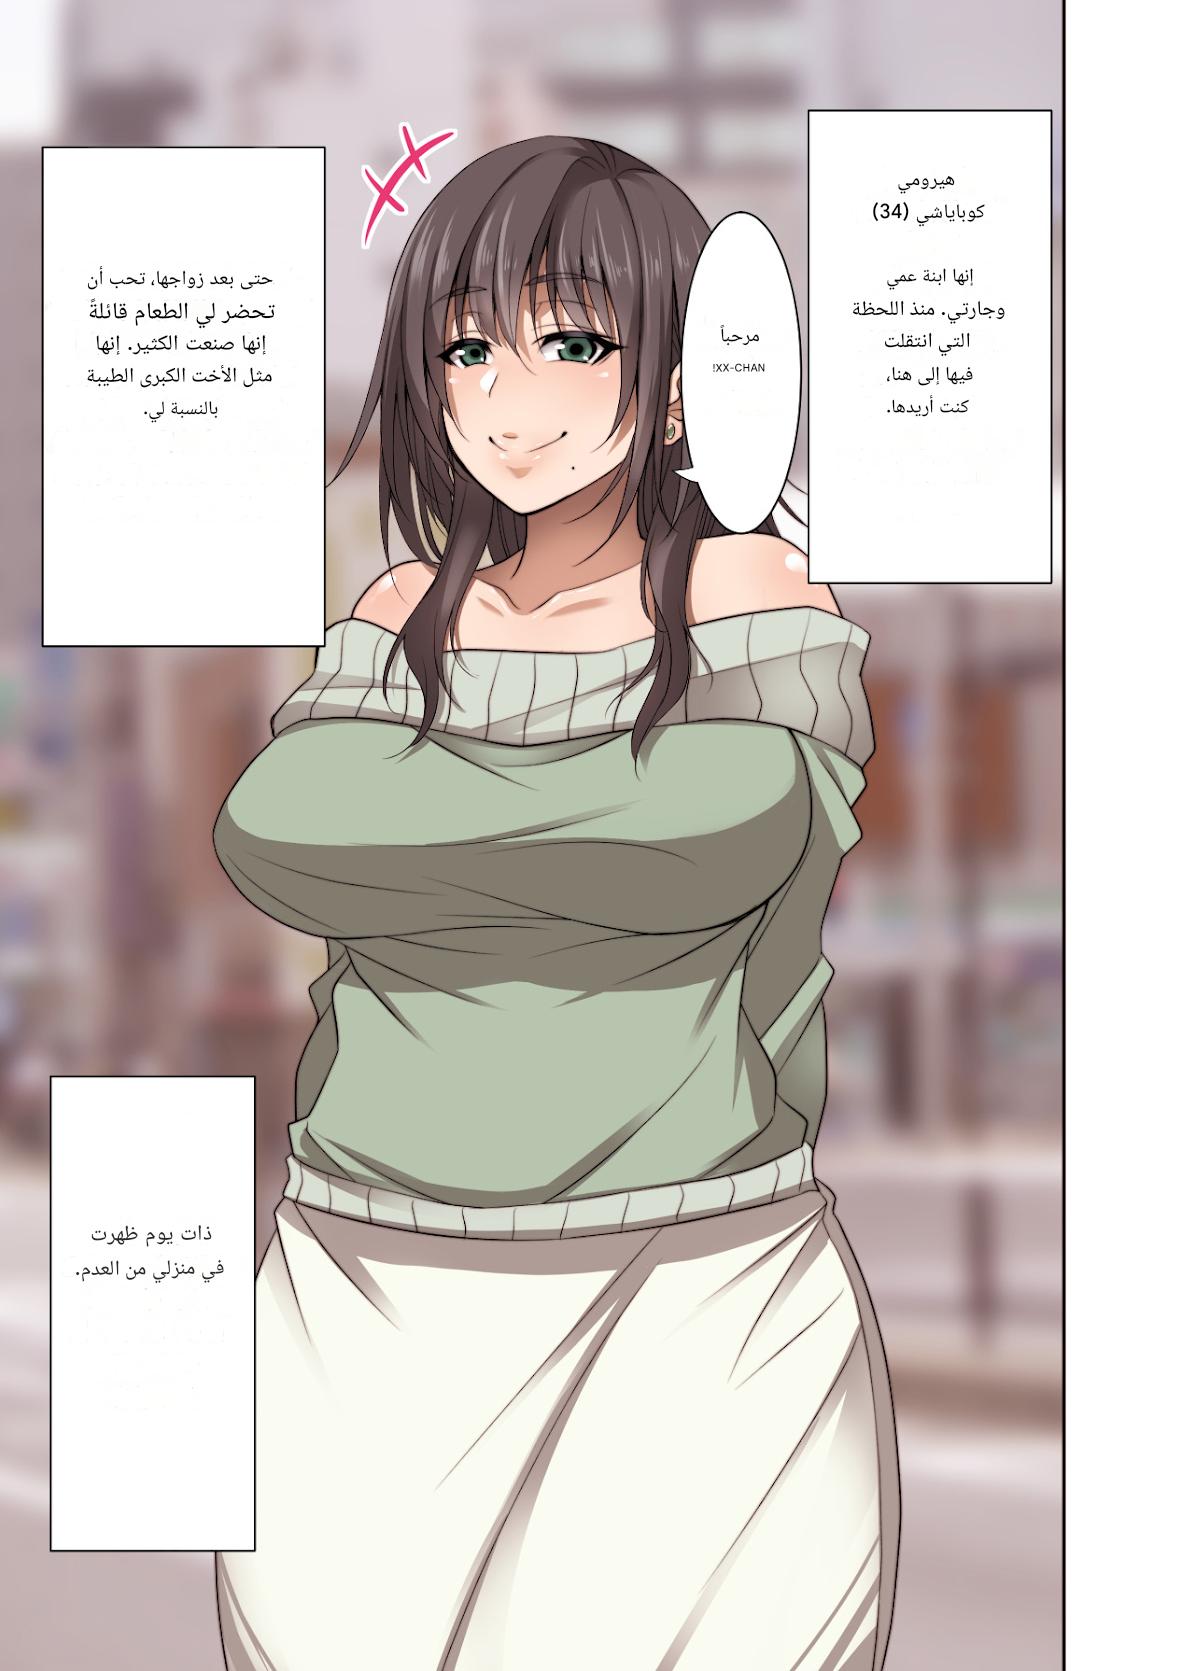 هيرومي
كوباياشي (34)
إنها ابنة عمي
وجارتي. منذ اللحظة
التي انتقلت
فيها إلى هنا،
كنت أريدها.
مرحباً
XX-CHAN!
حتى بعد زواجها، تحب أن
تحضر لي الطعام قائلةً
إنها صنعت الكثير. إنها
مثل الأخت الكبرى الطيبة
بالنسبة لي.
ذات يوم ظهرت
في منزلي من العدم.